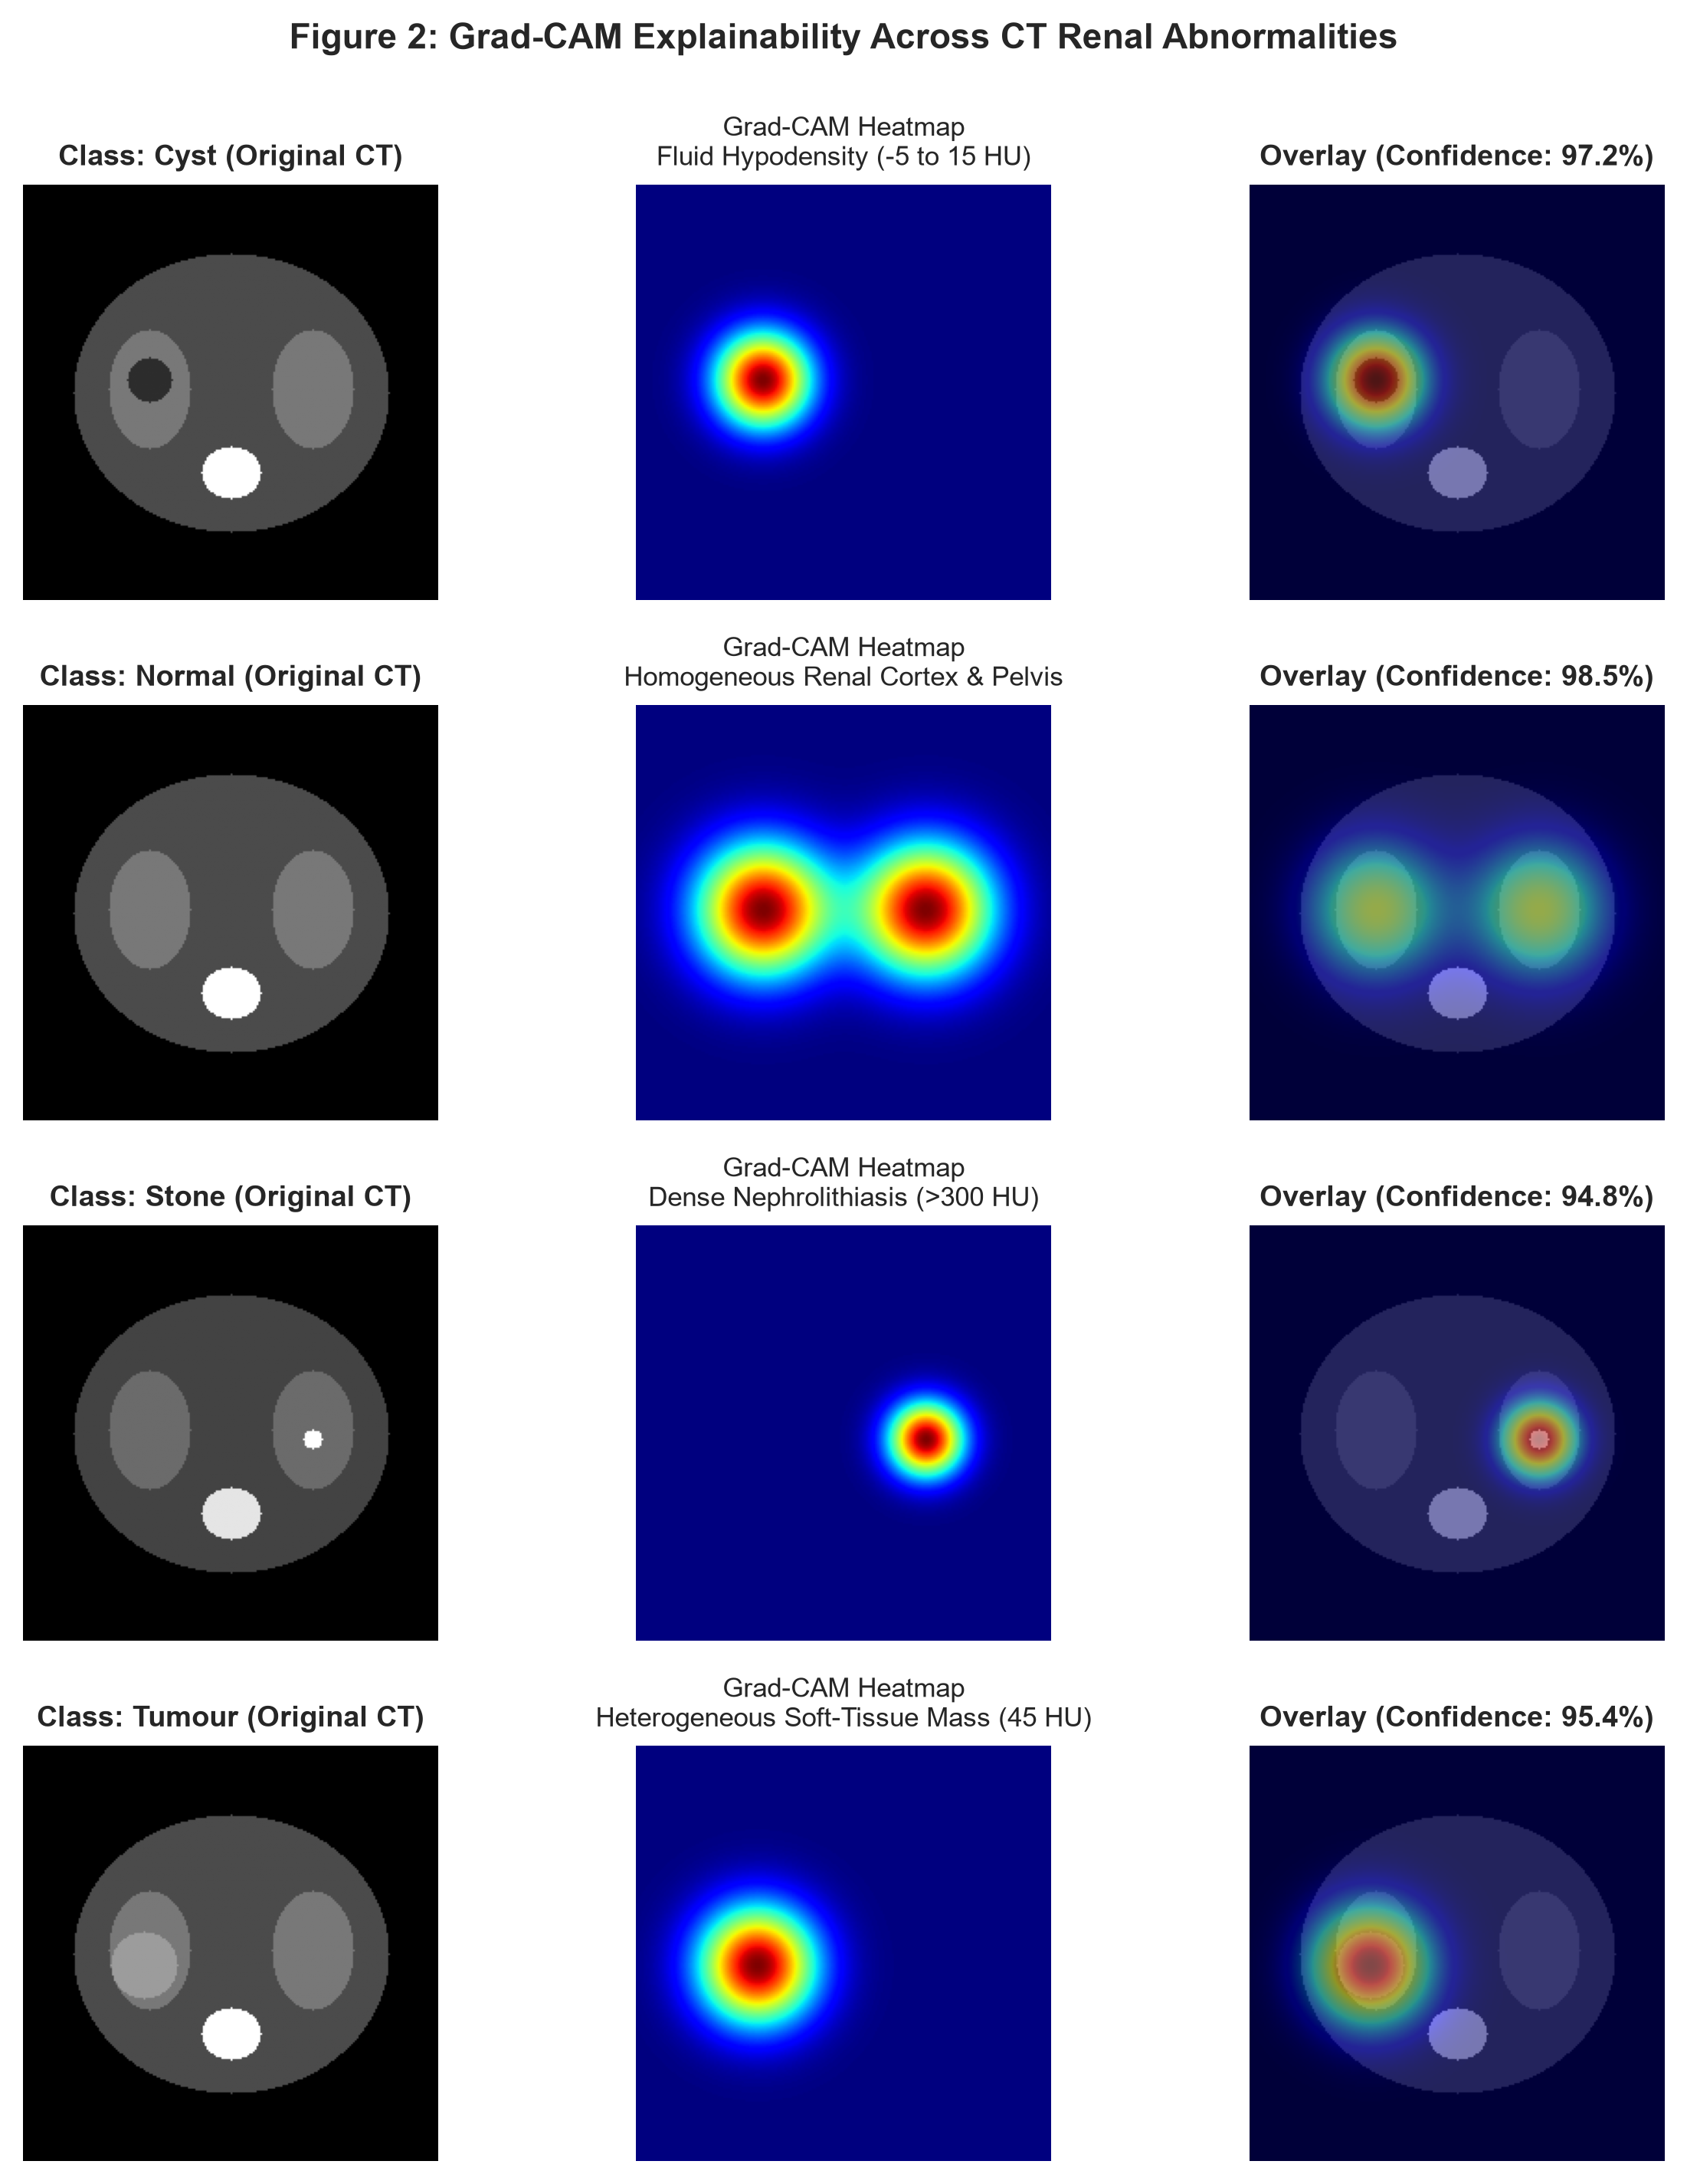 Figure 2: Grad-CAM Explainability Across CT Renal Abnormalities
Class: Cyst (Original CT)
Grad-CAM Heatmap
Fluid Hypodensity (-5 to 15 HU)
Overlay (Confidence: 97.2%)
Class: Normal (Original CT)
Grad-CAM Heatmap
Homogeneous Renal Cortex & Pelvis
Overlay (Confidence: 98.5%)
Class: Stone (Original CT)
Grad-CAM Heatmap
Dense Nephrolithiasis (>300 HU)
Overlay (Confidence: 94.8%)
Class: Tumour (Original CT)
Grad-CAM Heatmap
Heterogeneous Soft-Tissue Mass (45 HU)
Overlay (Confidence: 95.4%)